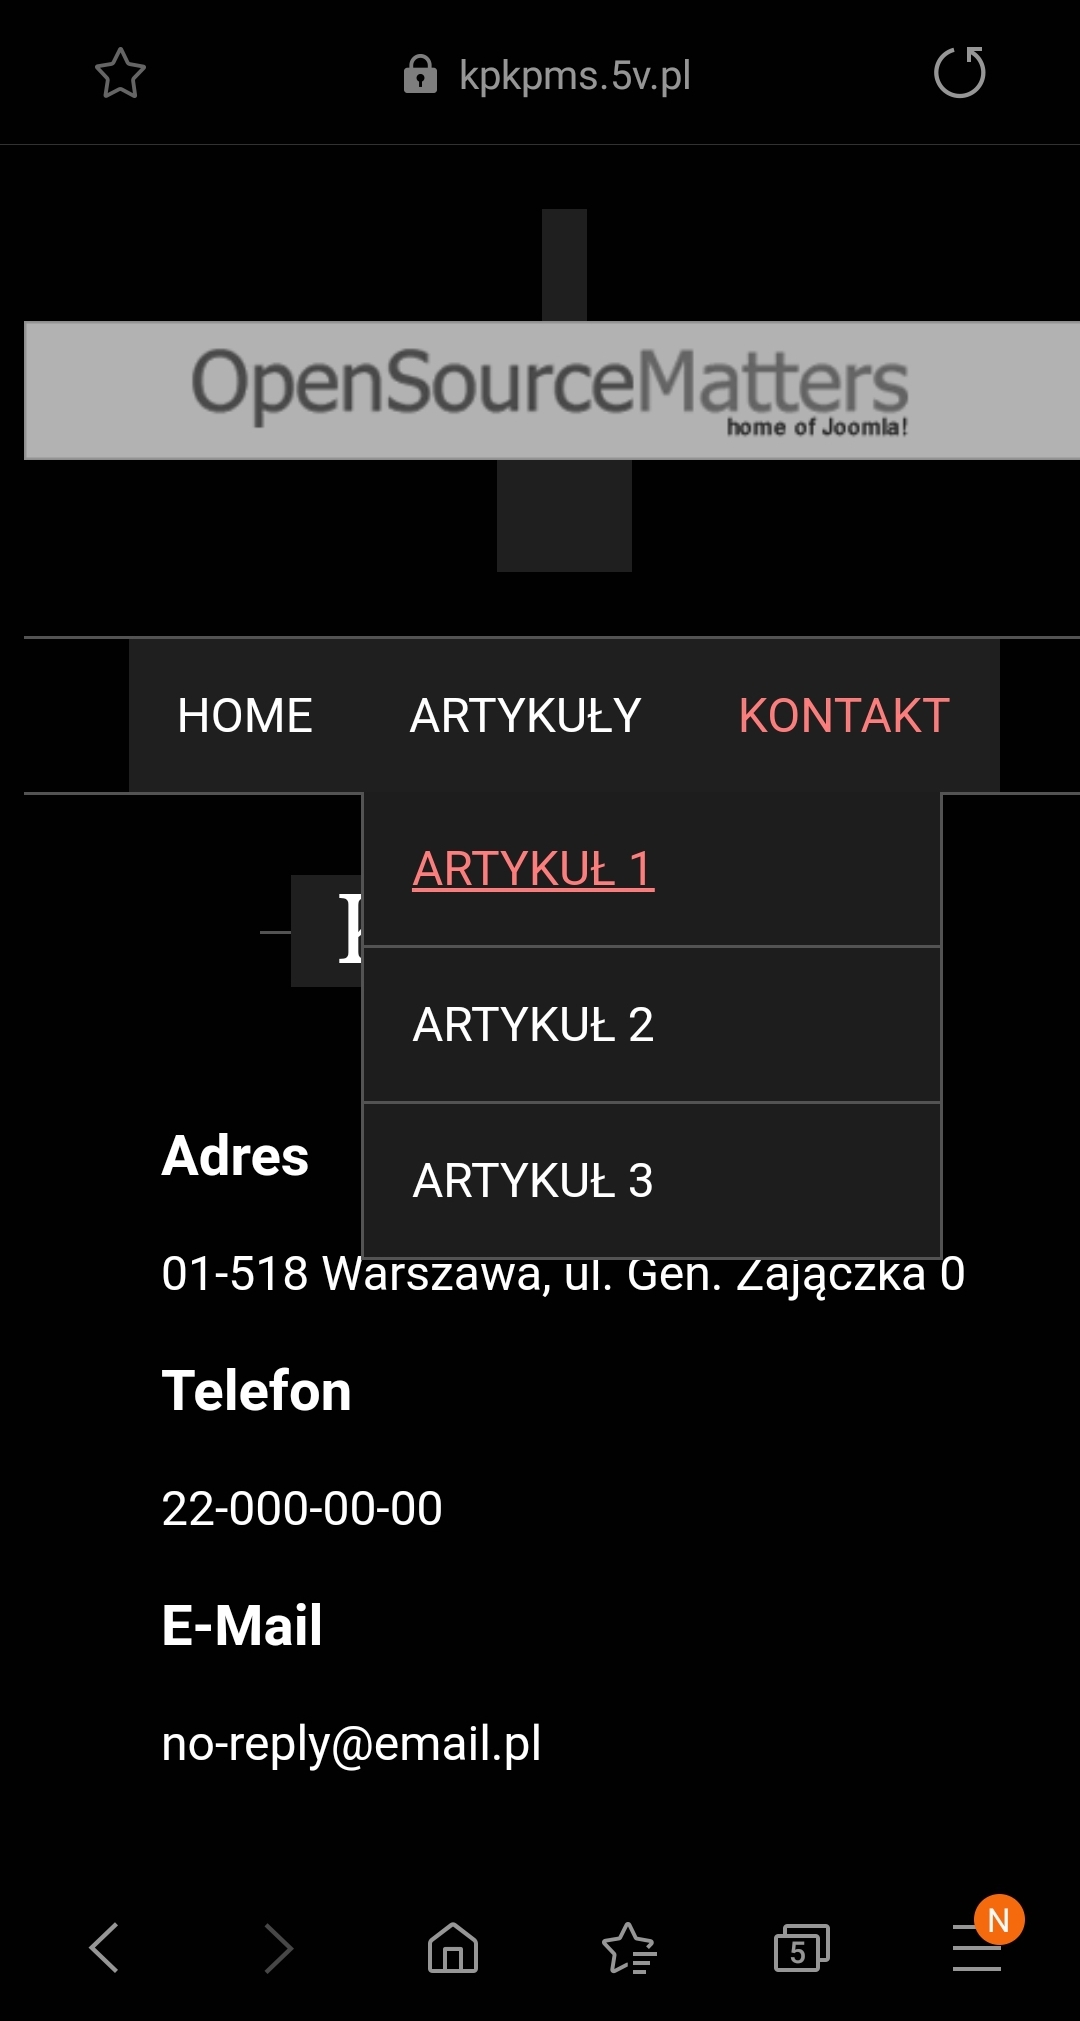 kpkpms.5v.pl
OpenSourceMatters
home of Joomla!
HOME ARTYKUŁY KONTAKT
ARTYKUŁ 1
ARTYKUŁ 2
ARTYKUŁ 3
Adres
01-518 Warszawa, ul. Gen. Zajączka 0
Telefon
22-000-00-00
E-Mail
no-reply@email.pl
5
N